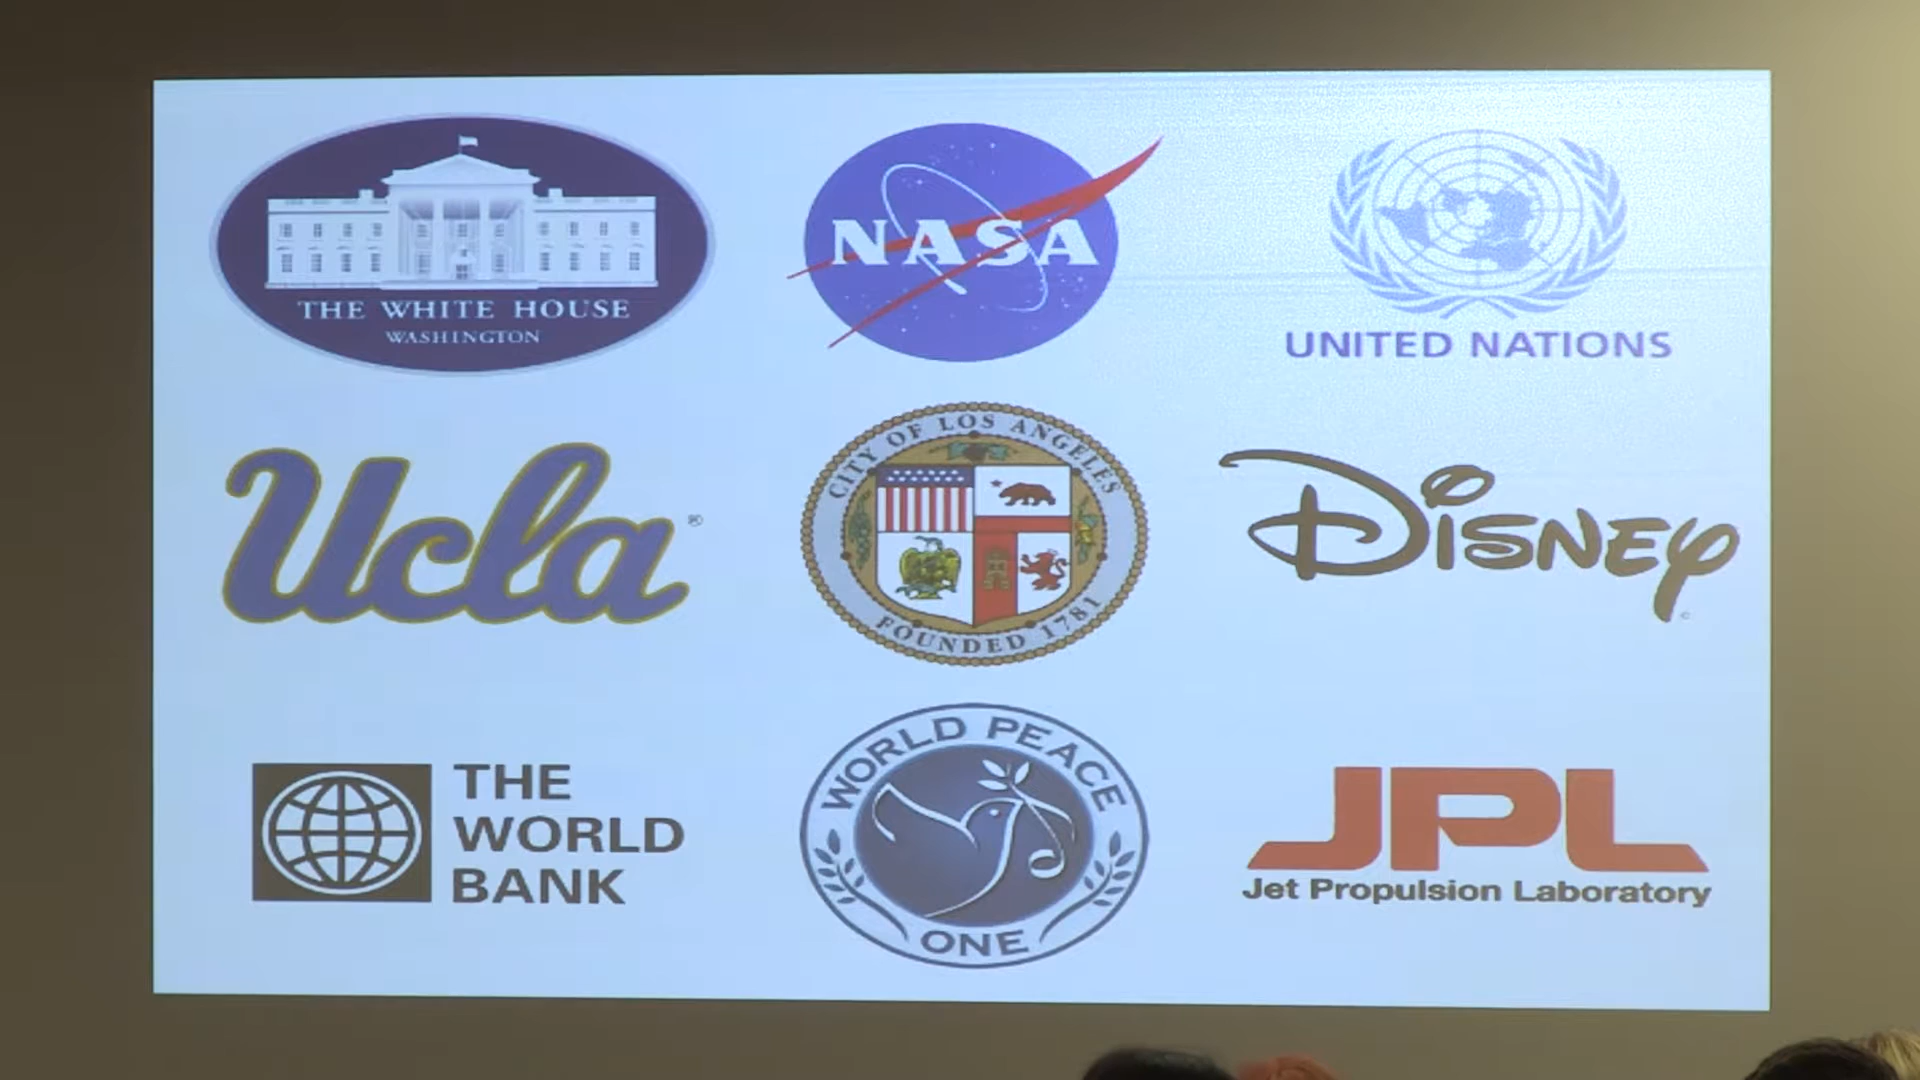 THE WHITE HOUSE
WASHINGTON
NASA
UNITED NATIONS
Ucla ®
CITY OF LOS ANGELES
FOUNDED 1781
DISNEY
THE
WORLD
BANK
WORLD PEACE
ONE
JPL
Jet Propulsion Laboratory